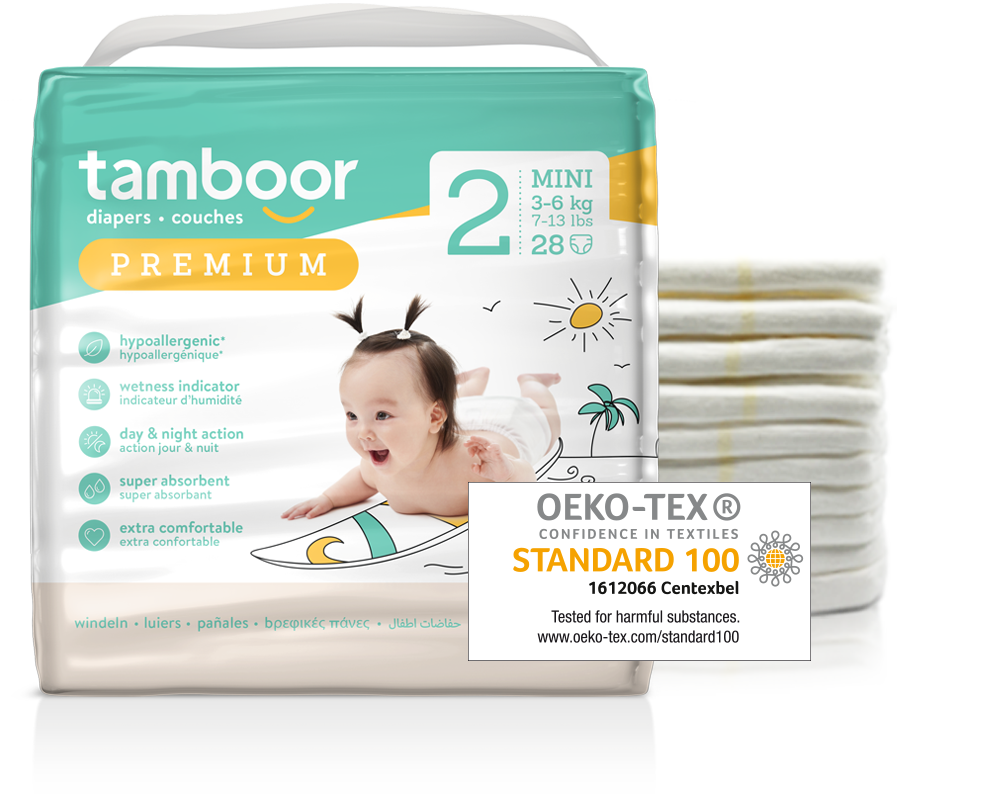 tamboor
diapers • couches
PREMIUM
2
MINI
3-6 kg
7-13 lbs
28
hypoallergenic*
hypoallergénique*
wetness indicator
indicateur d'humidité
day & night action
action jour & nuit
super absorbent
super absorbant
extra comfortable
extra confortable
windeln • luiers • pañales • βρεφικές πάνες • حفاضات اطفال
OEKO-TEX®
CONFIDENCE IN TEXTILES
STANDARD 100
1612066 Centexbel
Tested for harmful substances.
www.oeko-tex.com/standard100